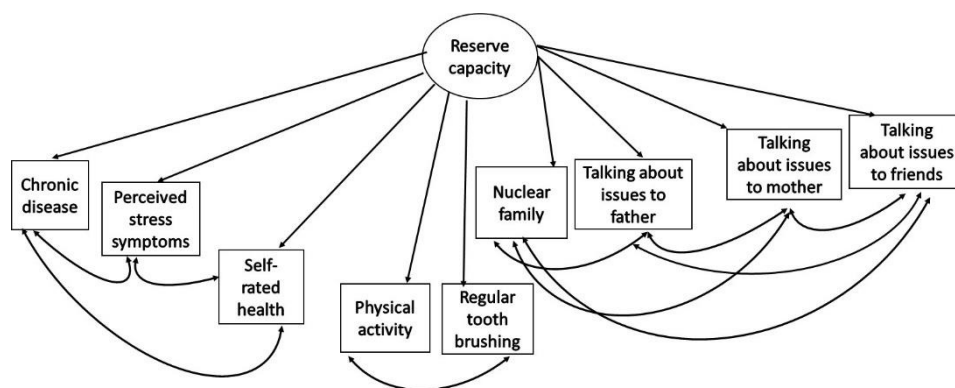 Reserve
capacity
Chronic
disease
Perceived
stress
symptoms
Self-
rated
health
Physical
activity
Regular
tooth
brushing
Nuclear
family
Talking about
issues to
father
Talking
about issues
to mother
Talking
about issues
to friends